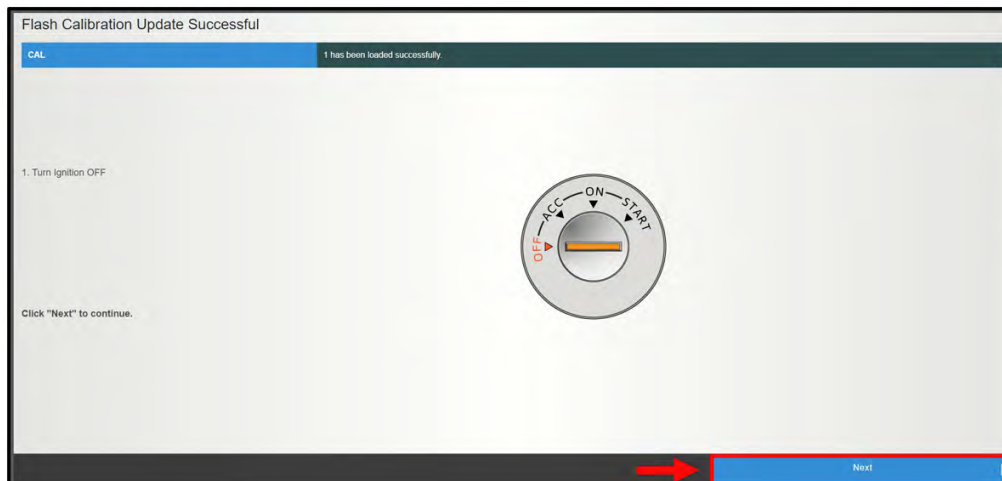 Flash Calibration Update Successful
CAL
1 has been loaded successfully.
1. Turn ignition OFF
OFF
ACC
ON
START
Click "Next" to continue.
Next